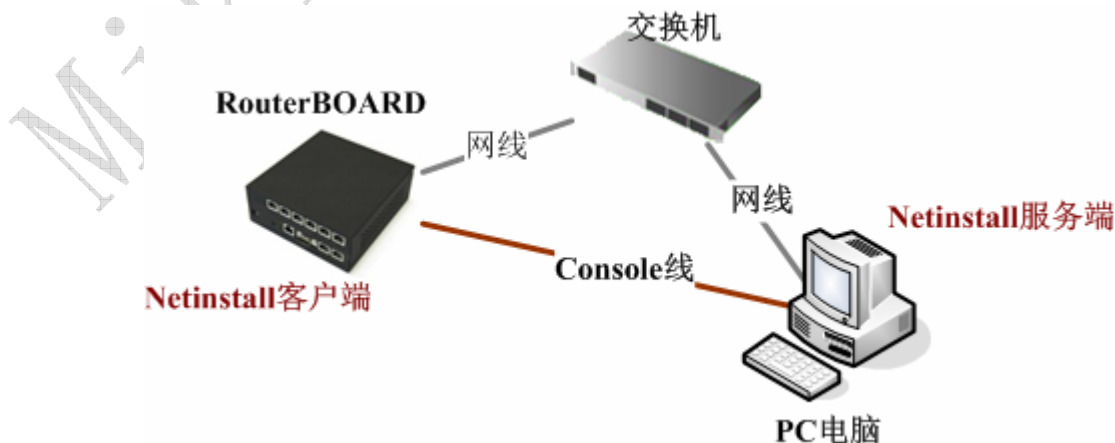 交换机
RouterBOARD
网线
网线
Netinstall服务端
Console线
Netinstall客户端
PC电脑